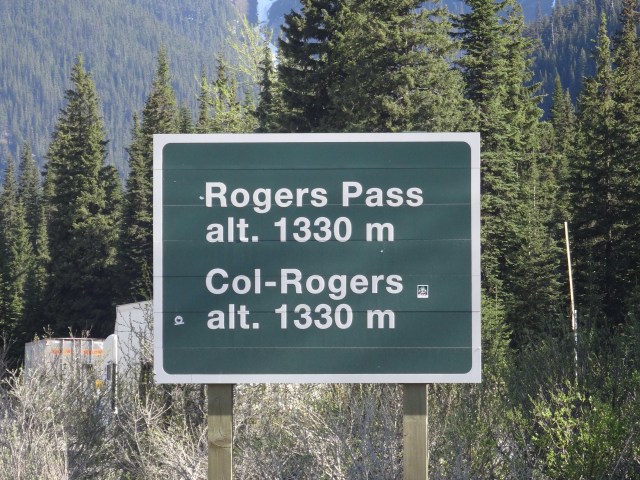 Rogers Pass
alt. 1330 m
Col-Rogers
alt. 1330 m